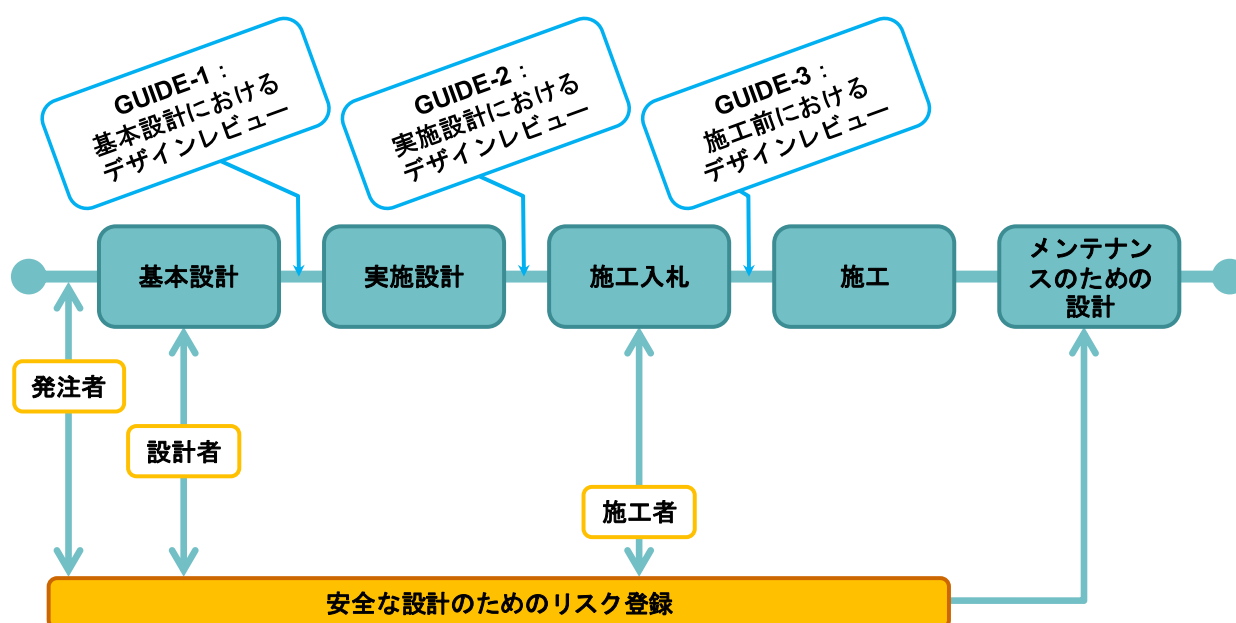 GUIDE-1：
基本設計における
デザインレビュー
GUIDE-2：
実施設計における
デザインレビュー
GUIDE-3：
施工前における
デザインレビュー
基本設計
実施設計
施工入札
施工
メンテナン
スのための
設計
発注者
設計者
施工者
安全な設計のためのリスク登録